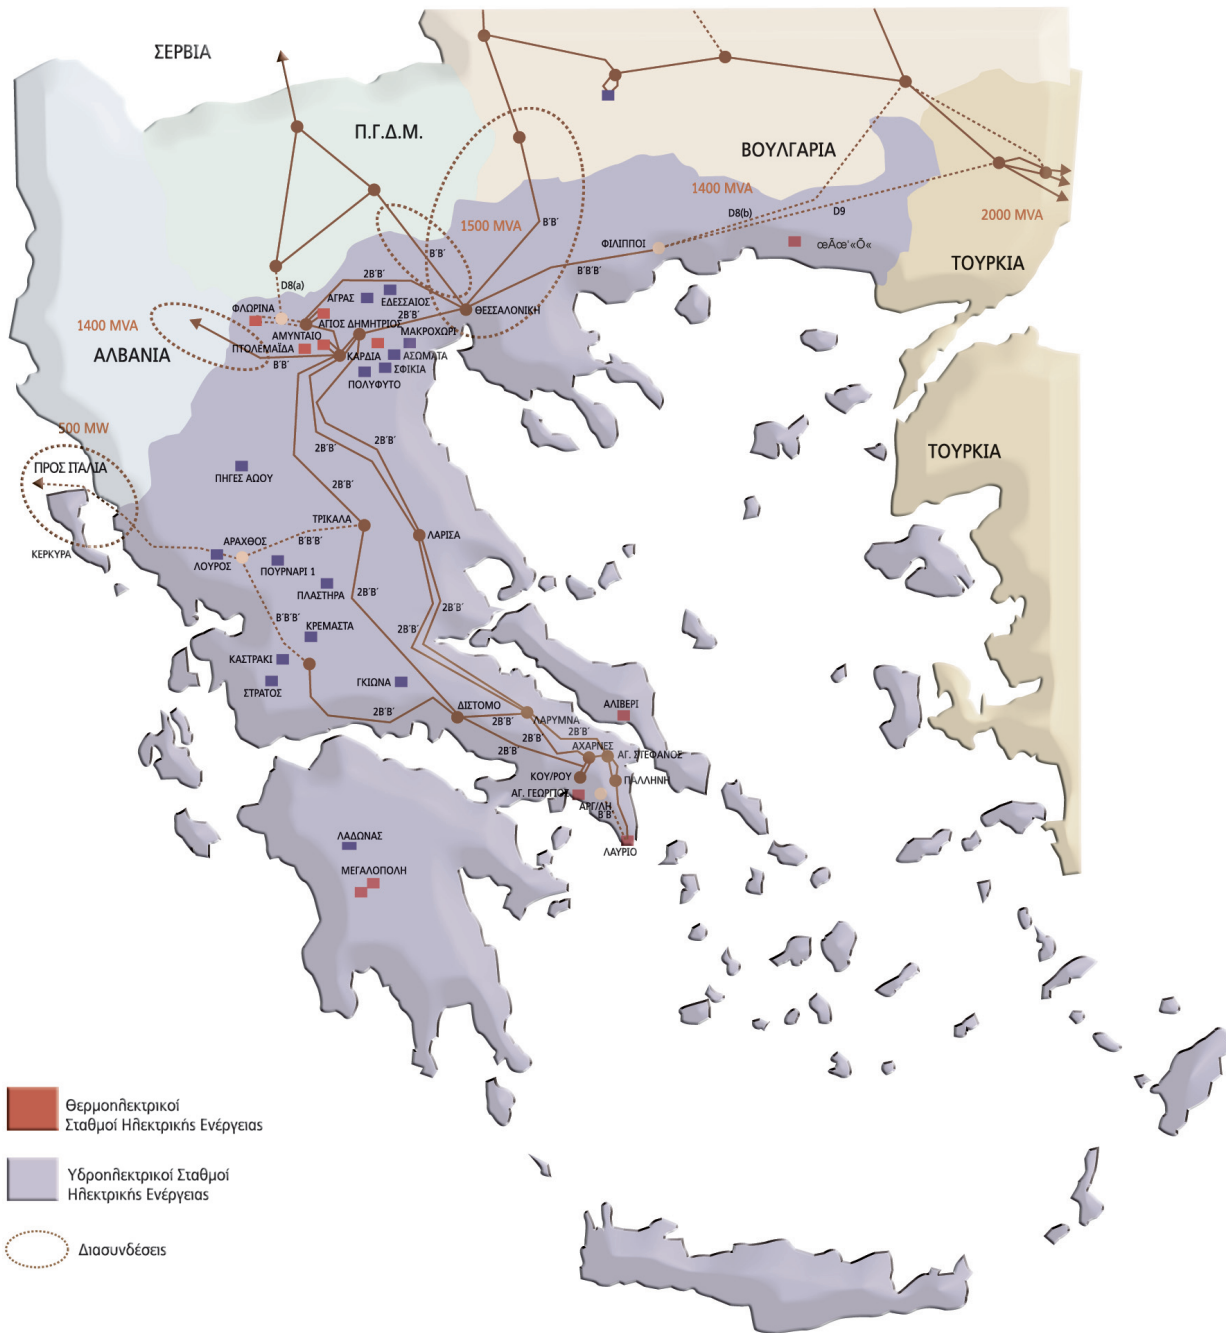 ΣΕΡΒΙΑ
Π.Γ.Δ.Μ.
ΒΟΥΛΓΑΡΙΑ
1400 MVA
D8(b)
D9
2000 MVA
1500 MVA
Β΄Β΄
Β΄Β΄
ΦΙΛΙΠΠΟΙ
œÃœ΄«Ō«
ΤΟΥΡΚΙΑ
Β΄Β΄Β΄
D8(a)
2Β΄Β΄
ΑΓΡΑΣ
ΕΔΕΣΣΑΙΟΣ
ΦΛΩΡΙΝΑ
ΘΕΣΣΑΛΟΝΙΚΗ
2Β΄Β΄
ΑΓΙΟΣ ΔΗΜΗΤΡΙΟΣ
1400 MVA
ΑΜΥΝΤΑΙΟ
ΜΑΚΡΟΧΩΡΙ
ΠΤΟΛΕΜΑΪΔΑ
ΑΛΒΑΝΙΑ
ΚΑΡΔΙΑ
ΑΣΩΜΑΤΑ
Β΄Β΄
ΣΦΙΚΙΑ
ΠΟΛΥΦΥΤΟ
500 MW
2Β΄Β΄
2Β΄Β΄
ΤΟΥΡΚΙΑ
ΠΡΟΣ ΙΤΑΛΙΑ
ΠΗΓΕΣ ΑΩΟΥ
2Β΄Β΄
ΤΡΙΚΑΛΑ
ΛΑΡΙΣΑ
ΑΡΑΧΘΟΣ
Β΄Β΄Β΄
ΚΕΡΚΥΡΑ
ΛΟΥΡΟΣ
ΠΟΥΡΝΑΡΙ 1
ΠΛΑΣΤΗΡΑ
2Β΄Β΄
2Β΄Β΄
Β΄Β΄Β΄
ΚΡΕΜΑΣΤΑ
2Β΄Β΄
ΚΑΣΤΡΑΚΙ
ΓΚΙΩΝΑ
ΣΤΡΑΤΟΣ
ΑΛΙΒΕΡΙ
ΔΙΣΤΟΜΟ
2Β΄Β΄
ΛΑΡΥΜΝΑ
2Β΄Β΄
2Β΄Β΄
2Β΄Β΄
2Β΄Β΄
ΑΧΑΡΝΕΣ
ΑΓ. ΣΤΕΦΑΝΟΣ
ΚΟΥ/ΡΟΥ
ΠΑΛΛΗΝΗ
ΑΓ. ΓΕΩΡΓΙΟΣ
ΑΡΓ/ΛΗ
Β΄Β΄
ΛΑΥΡΙΟ
ΛΑΔΩΝΑΣ
ΜΕΓΑΛΟΠΟΛΗ
Θερμοηλεκτρικοί
Σταθμοί Ηλεκτρικής Ενέργειας
Υδροηλεκτρικοί Σταθμοί
Ηλεκτρικής Ενέργειας
Διασυνδέσεις